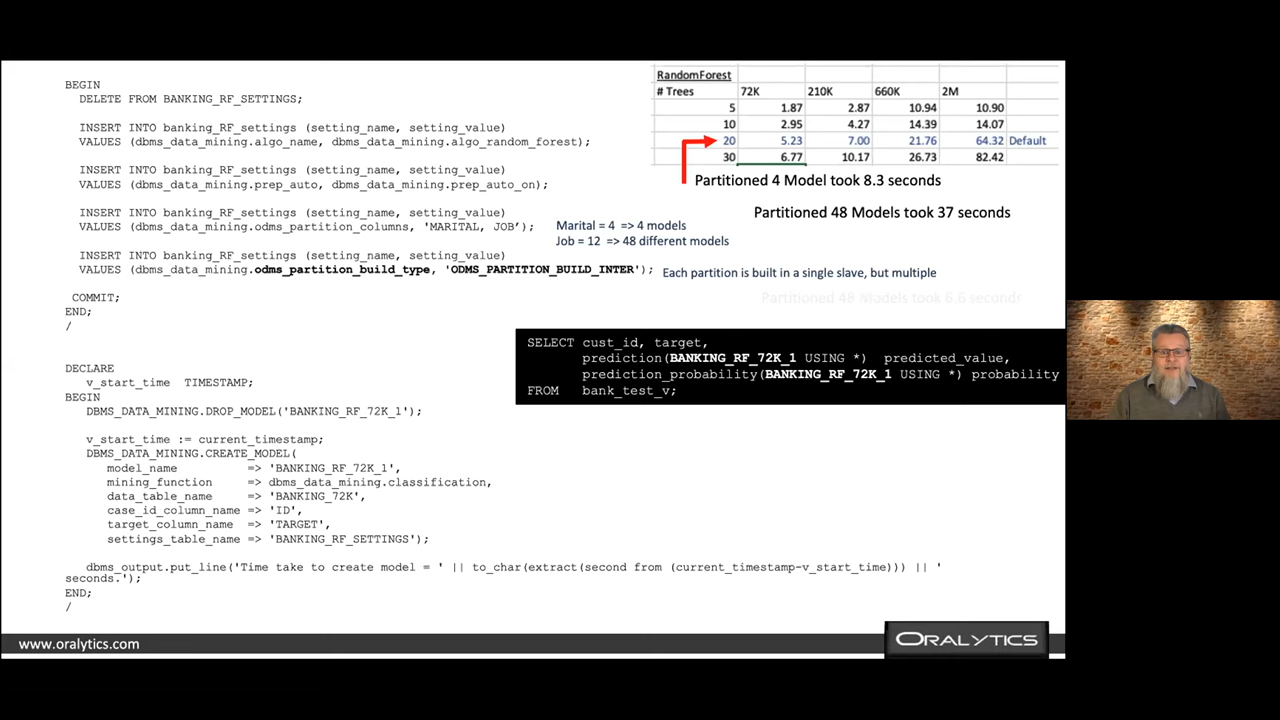 BEGIN
DELETE FROM BANKING_RF_SETTINGS;
INSERT INTO banking_RF_settings (setting_name, setting_value)
VALUES (dbms_data_mining.algo_name, dbms_data_mining.algo_random_forest);
INSERT INTO banking_RF_settings (setting_name, setting_value)
VALUES (dbms_data_mining.prep_auto, dbms_data_mining.prep_auto_on);
INSERT INTO banking_RF_settings (setting_name, setting_value)
VALUES (dbms_data_mining.odms_partition_columns, 'MARITAL, JOB’);
INSERT INTO banking_RF_settings (setting_name, setting_value)
VALUES (dbms_data_mining.odms_partition_build_type, 'ODMS_PARTITION_BUILD_INTER');
COMMIT;
END;
/
DECLARE
v_start_time TIMESTAMP;
BEGIN
DBMS_DATA_MINING.DROP_MODEL('BANKING_RF_72K_1');
v_start_time := current_timestamp;
DBMS_DATA_MINING.CREATE_MODEL(
model_name => 'BANKING_RF_72K_1',
mining_function => dbms_data_mining.classification,
data_table_name => 'BANKING_72K',
case_id_column_name => 'ID',
target_column_name => 'TARGET',
settings_table_name => 'BANKING_RF_SETTINGS');
dbms_output.put_line('Time take to create model = ' || to_char(extract(second from (current_timestamp-v_start_time))) || '
seconds.');
END;
/
RandomForest
# Trees 72K 210K 660K 2M
5 1.87 2.87 10.94 10.90
10 2.95 4.27 14.39 14.07
20 5.23 7.00 21.76 64.32 Default
30 6.77 10.17 26.73 82.42
Partitioned 4 Model took 8.3 seconds
Partitioned 48 Models took 37 seconds
Marital = 4 => 4 models
Job = 12 => 48 different models
Each partition is built in a single slave, but multiple
Partitioned 48 Models took 6.6 seconds
SELECT cust_id, target,
prediction(BANKING_RF_72K_1 USING *) predicted_value,
prediction_probability(BANKING_RF_72K_1 USING *) probability
FROM bank_test_v;
www.oralytics.com
ORALYTICS